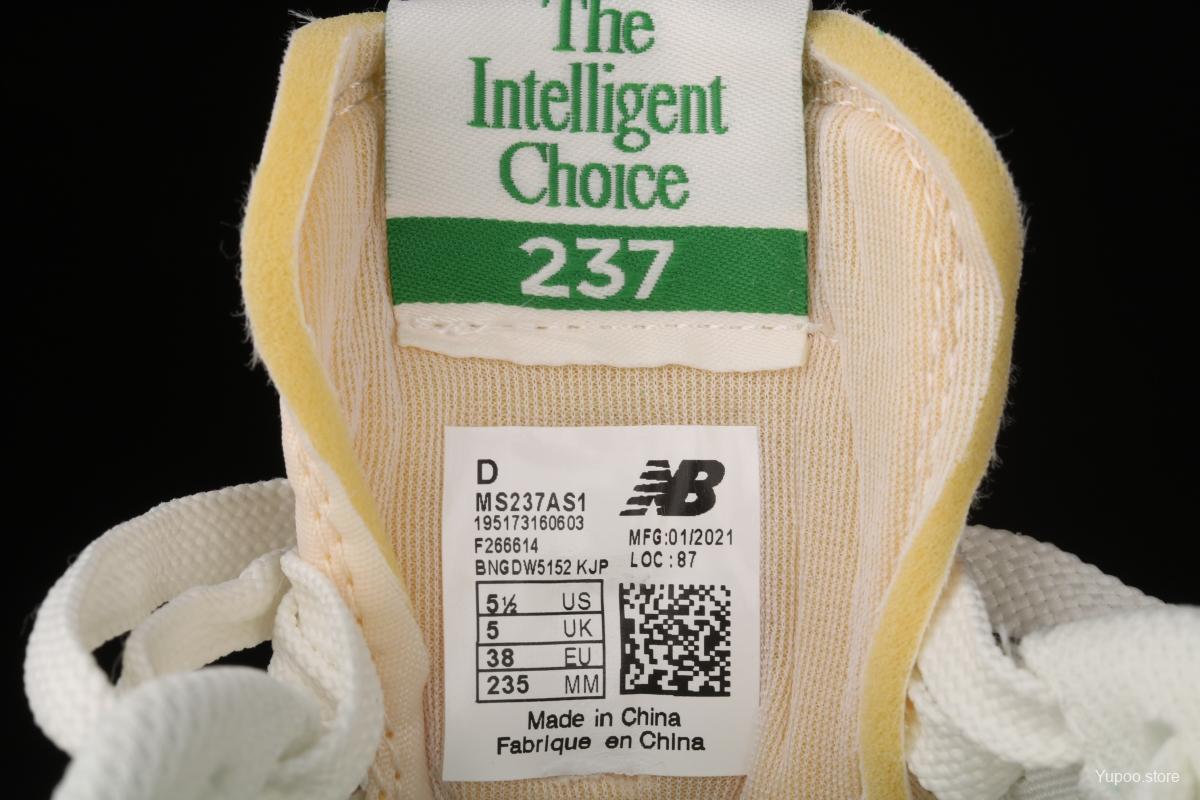 The
Intelligent
Choice
237
D
MS237AS1
195173160603
F266614
BNGDW5152 KJP
NB
MFG:01/2021
LOC : 87
5½ US
5 UK
38 EU
235 MM
Made in China
Fabrique en China
Yupoo.store